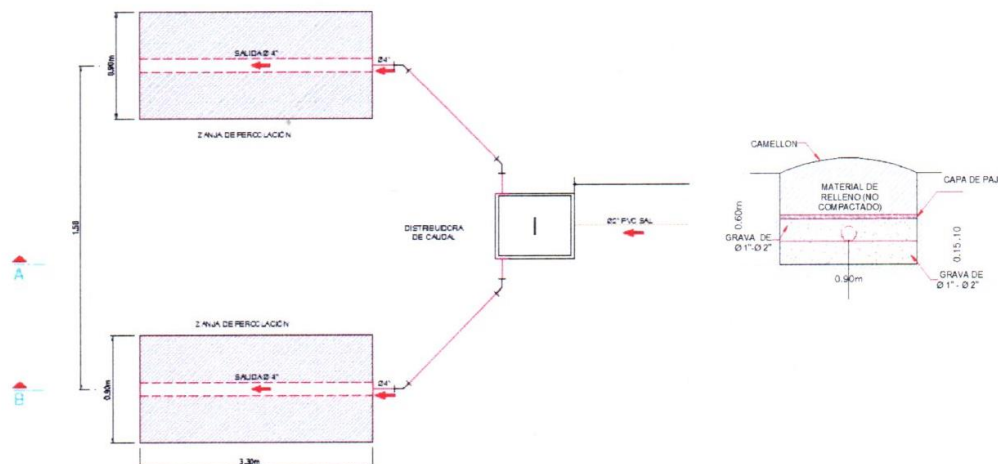 0.90m
SALIDA Ø 4"
Ø4"
ZANJA DE PERCOLACIÓN
1.50
DISTRIBUIDORA
DE CAUDAL
Ø2" PVC SAL
A
ZANJA DE PERCOLACIÓN
0.90m
SALIDA Ø 4"
Ø4"
B
3.30m
CAMELLON
CAPA DE PAJ
MATERIAL DE
RELLENO (NO
COMPACTADO)
0.60m
GRAVA DE
Ø 1"-Ø 2"
0.15.10
0.90m
GRAVA DE
Ø 1" - Ø 2"